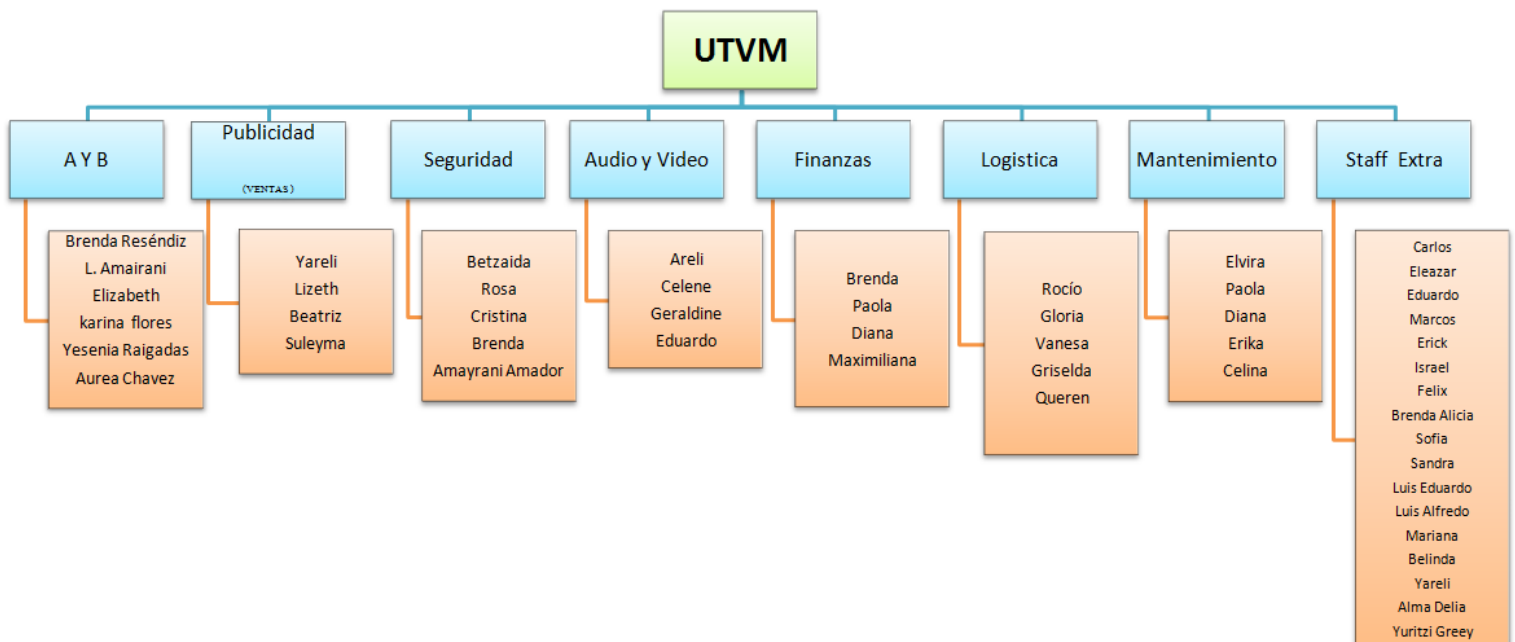 UTVM
A Y B
Brenda Reséndiz
L. Amairani
Elizabeth
karina flores
Yesenia Raigadas
Aurea Chavez
Publicidad
(VENTAS)
Yareli
Lizeth
Beatriz
Suleyma
Seguridad
Betzaida
Rosa
Cristina
Brenda
Amayrani Amador
Audio y Video
Areli
Celene
Geraldine
Eduardo
Finanzas
Brenda
Paola
Diana
Maximiliana
Logistica
Rocío
Gloria
Vanesa
Griselda
Queren
Mantenimiento
Elvira
Paola
Diana
Erika
Celina
Staff Extra
Carlos
Eleazar
Eduardo
Marcos
Erick
Israel
Felix
Brenda Alicia
Sofia
Sandra
Luis Eduardo
Luis Alfredo
Mariana
Belinda
Yareli
Alma Delia
Yuritzi Greey